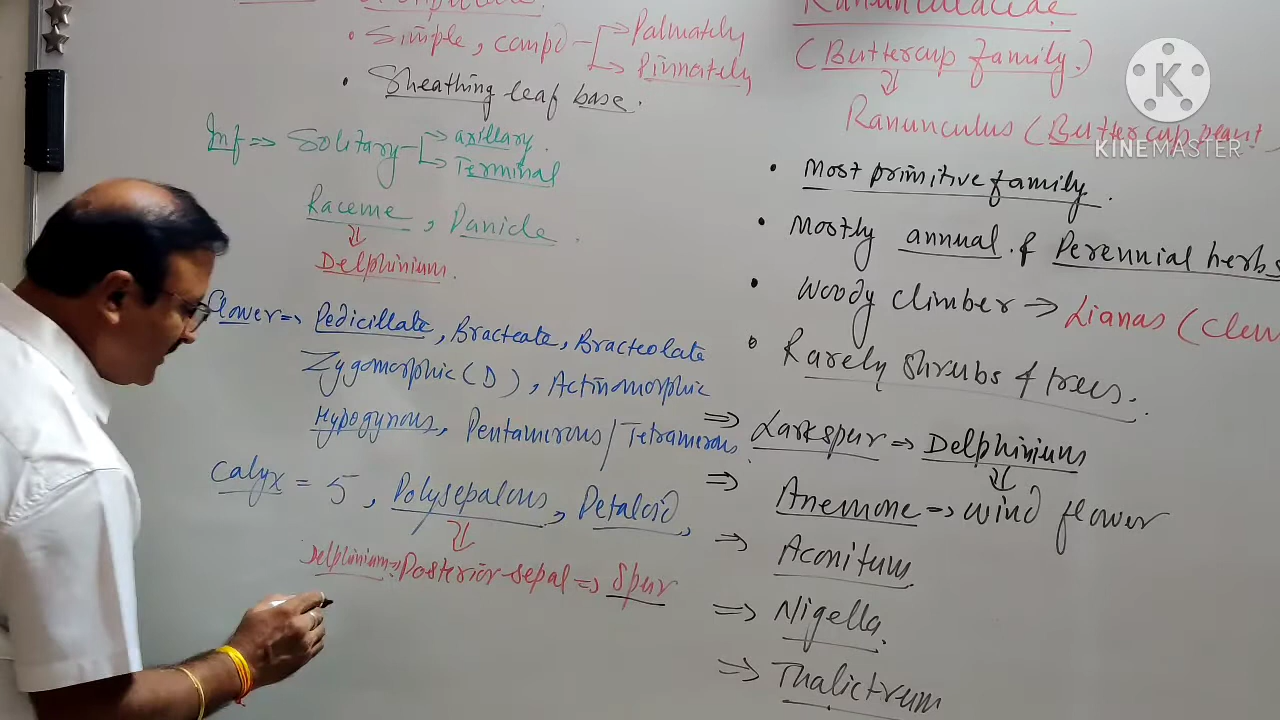 • Simple, compd → Palmately
→ Pinnately
• Sheathing leaf base.
Inf ⇒ Solitary → axillary.
→ Terminal
Raceme, Panicle.
Delphinium.
Flower ⇒ Pedicillate, Bracteate, Bracteolate
Zygomorphic (D), Actinomorphic
Hypogynous, Pentamerous / Tetramerous.
Calyx = 5, Polysepalous, Petaloid,
Delphinium ⇒ Posterior-sepal ⇒ Spur
Ranunculaceae
(Buttercup family.)
Ranunculus (Buttercup plant)
K
KINEMASTER
• Most primitive family.
• Mostly annual & Perennial herbs
• Woody climber → Lianas (Clem
• Rarely shrubs & trees.
⇒ Larkspur ⇒ Delphinium
⇒ Anemone ⇒ wind flower
⇒ Aconitum
⇒ Nigella.
⇒ Thalictrum